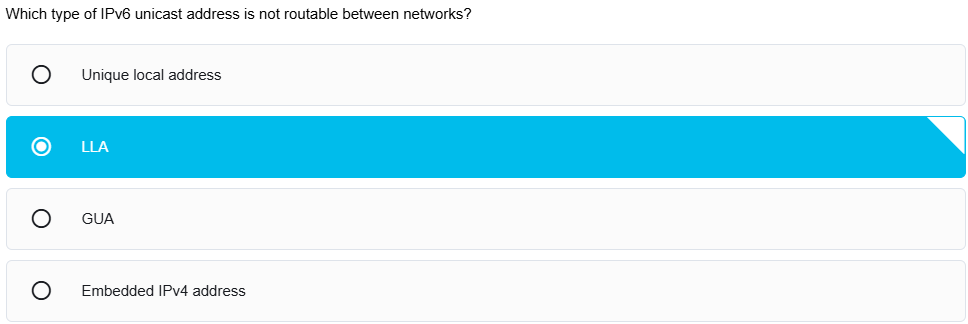 Which type of IPv6 unicast address is not routable between networks?
Unique local address
LLA
GUA
Embedded IPv4 address